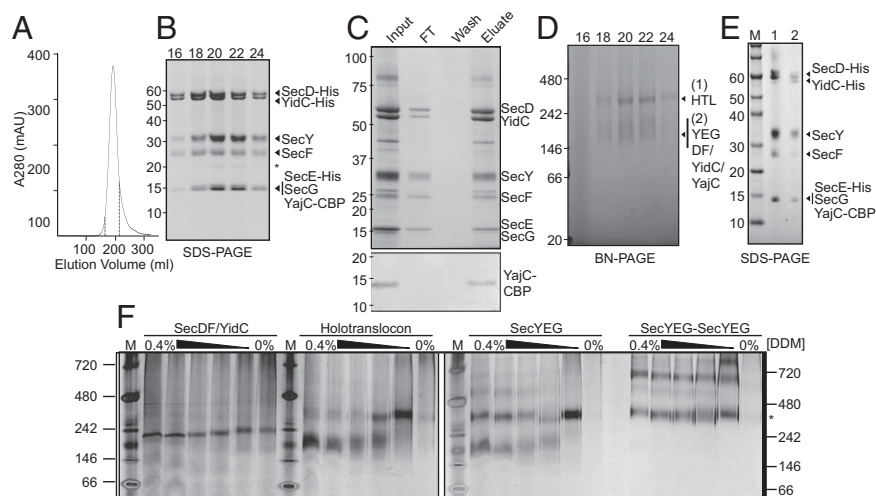 A
400
300
200
100
A280 (mAU)
100 200 300
Elution Volume (ml)
B
16 18 20 22 24
60
50
40
30
20
15
10
SecD-His
YidC-His
SecY
SecF
*
SecE-His
SecG
YajC-CBP
SDS-PAGE
C
Input FT Wash Eluate
100
75
50
37
25
20
15
SecD
YidC
SecY
SecF
SecE
SecG
20
15
10
YajC-
CBP
D
16 18 20 22 24
480
242
146
66
20
(1)
HTL
(2)
YEG
DF/
YidC/
YajC
BN-PAGE
E
M 1 2
60
50
40
30
20
15
10
SecD-His
YidC-His
SecY
SecF
SecE-His
SecG
YajC-CBP
SDS-PAGE
F
SecDF/YidC Holotranslocon SecYEG SecYEG-SecYEG
M 0.4% 0% M 0.4% 0% M 0.4% 0% 0.4% 0% [DDM]
720
480
242
146
66
720
480
*
242
146
66